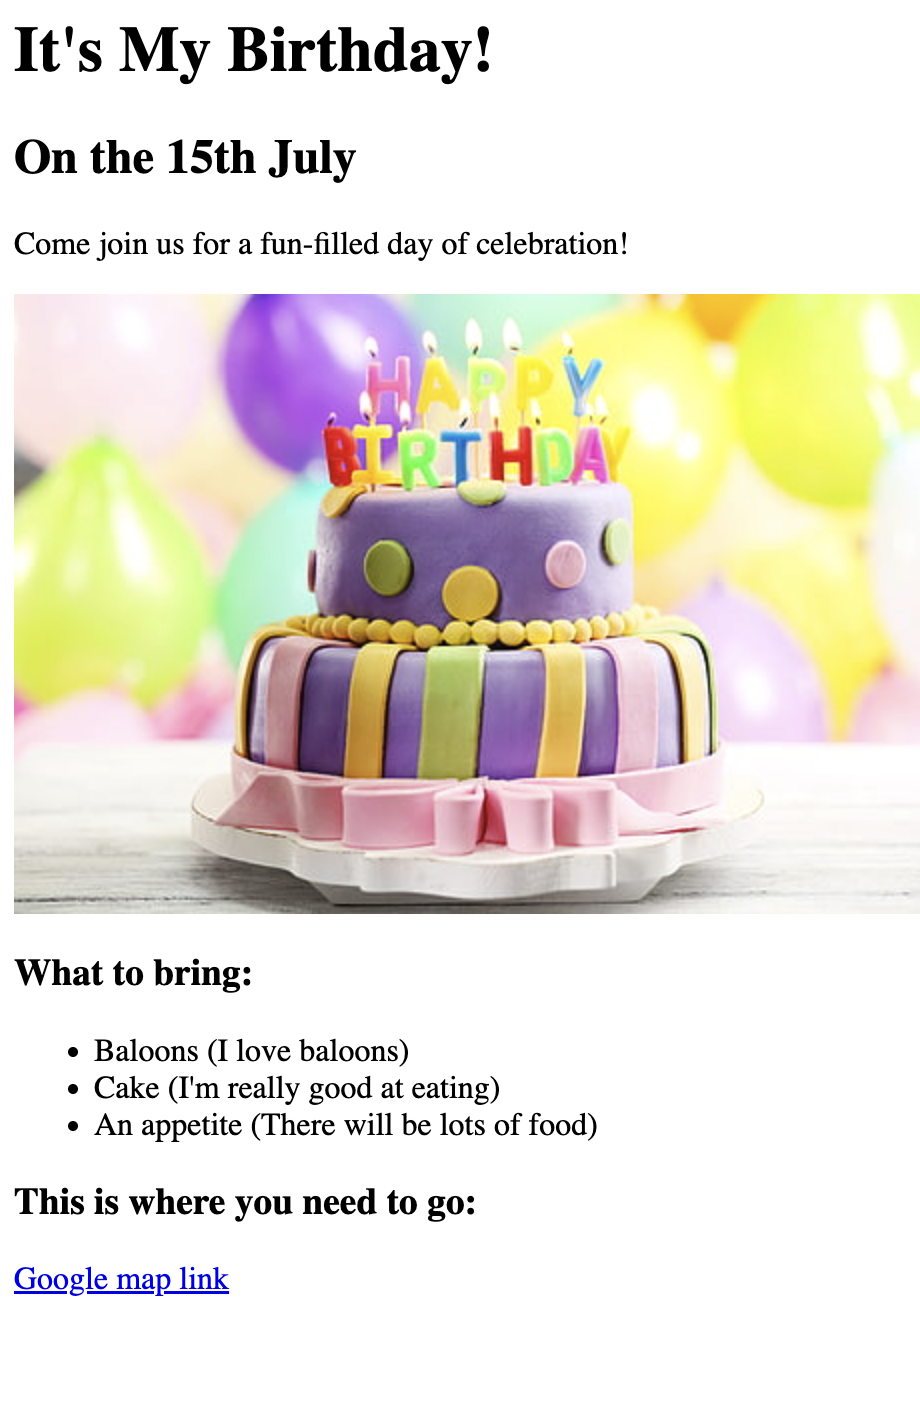 It's My Birthday!
On the 15th July
Come join us for a fun-filled day of celebration!
HAPPY
BIRTHDAY
What to bring:
Baloons (I love baloons)
Cake (I'm really good at eating)
An appetite (There will be lots of food)
This is where you need to go:
Google map link